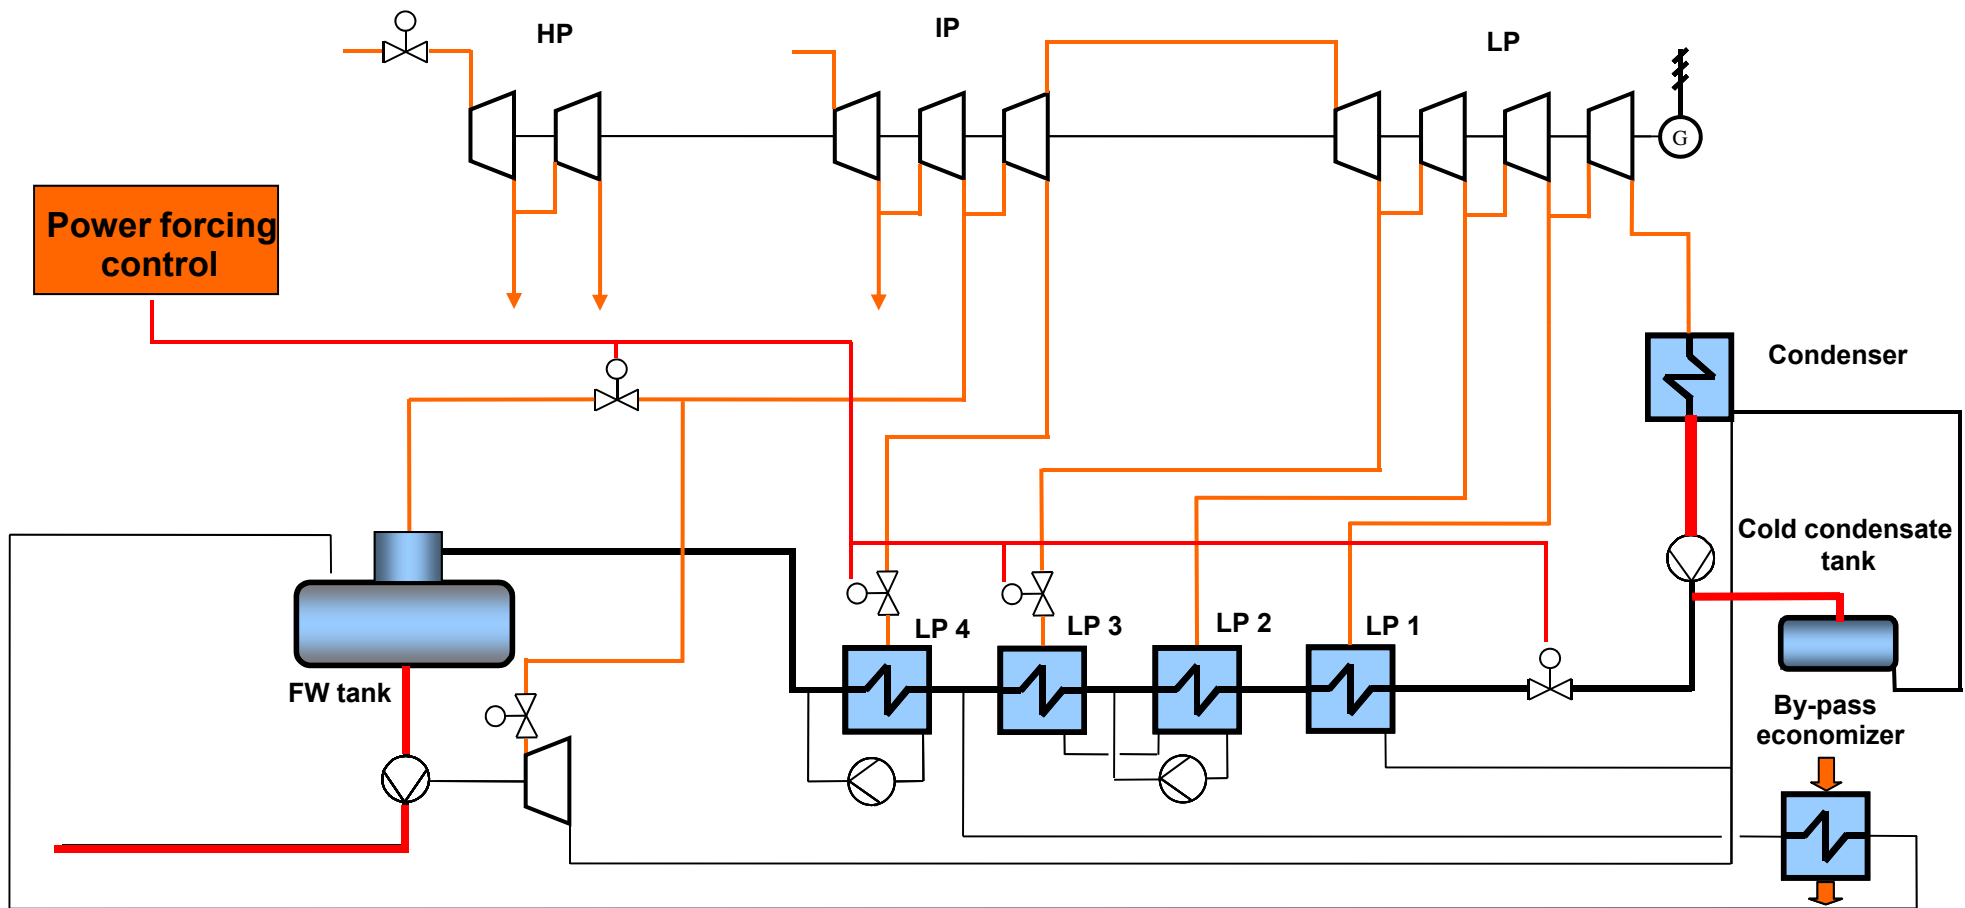 HP
IP
LP
G
Power forcing
control
Condenser
Cold condensate
tank
LP 4
LP 3
LP 2
LP 1
FW tank
By-pass
economizer